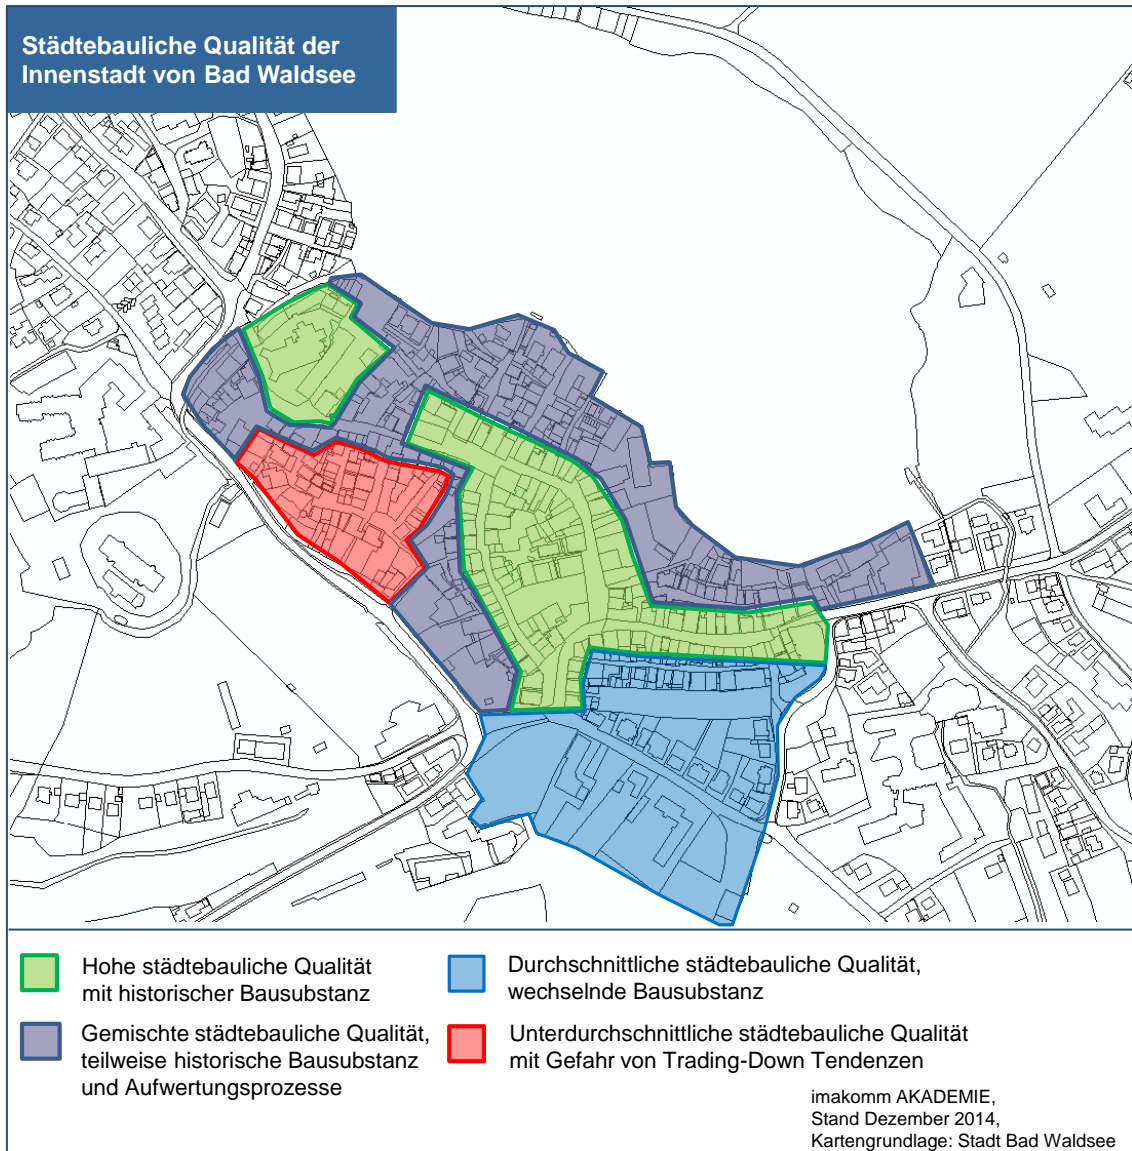 Städtebauliche Qualität der
Innenstadt von Bad Waldsee
Hohe städtebauliche Qualität
mit historischer Bausubstanz
Gemischte städtebauliche Qualität,
teilweise historische Bausubstanz
und Aufwertungsprozesse
Durchschnittliche städtebauliche Qualität,
wechselnde Bausubstanz
Unterdurchschnittliche städtebauliche Qualität
mit Gefahr von Trading-Down Tendenzen
imakomm AKADEMIE,
Stand Dezember 2014,
Kartengrundlage: Stadt Bad Waldsee